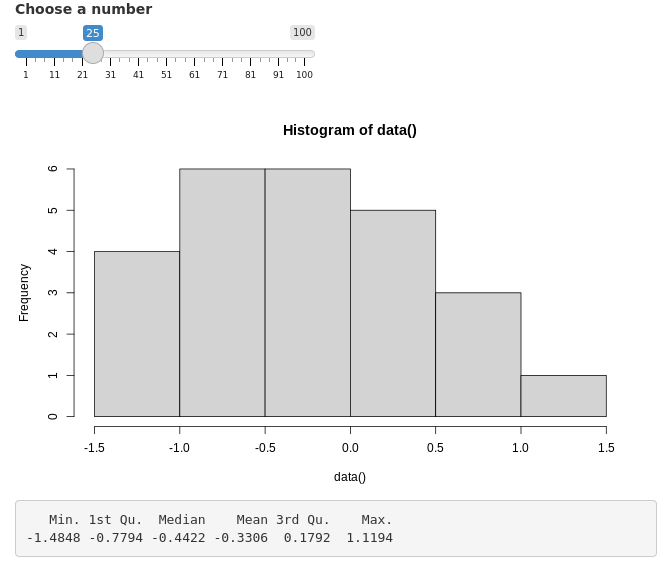 Choose a number
1 25 100
1 11 21 31 41 51 61 71 81 91 100
Histogram of data()
6
5
4
3
2
1
0
Frequency
-1.5 -1.0 -0.5 0.0 0.5 1.0 1.5
data()
Min. 1st Qu. Median Mean 3rd Qu. Max.
-1.4848 -0.7794 -0.4422 -0.3306 0.1792 1.1194